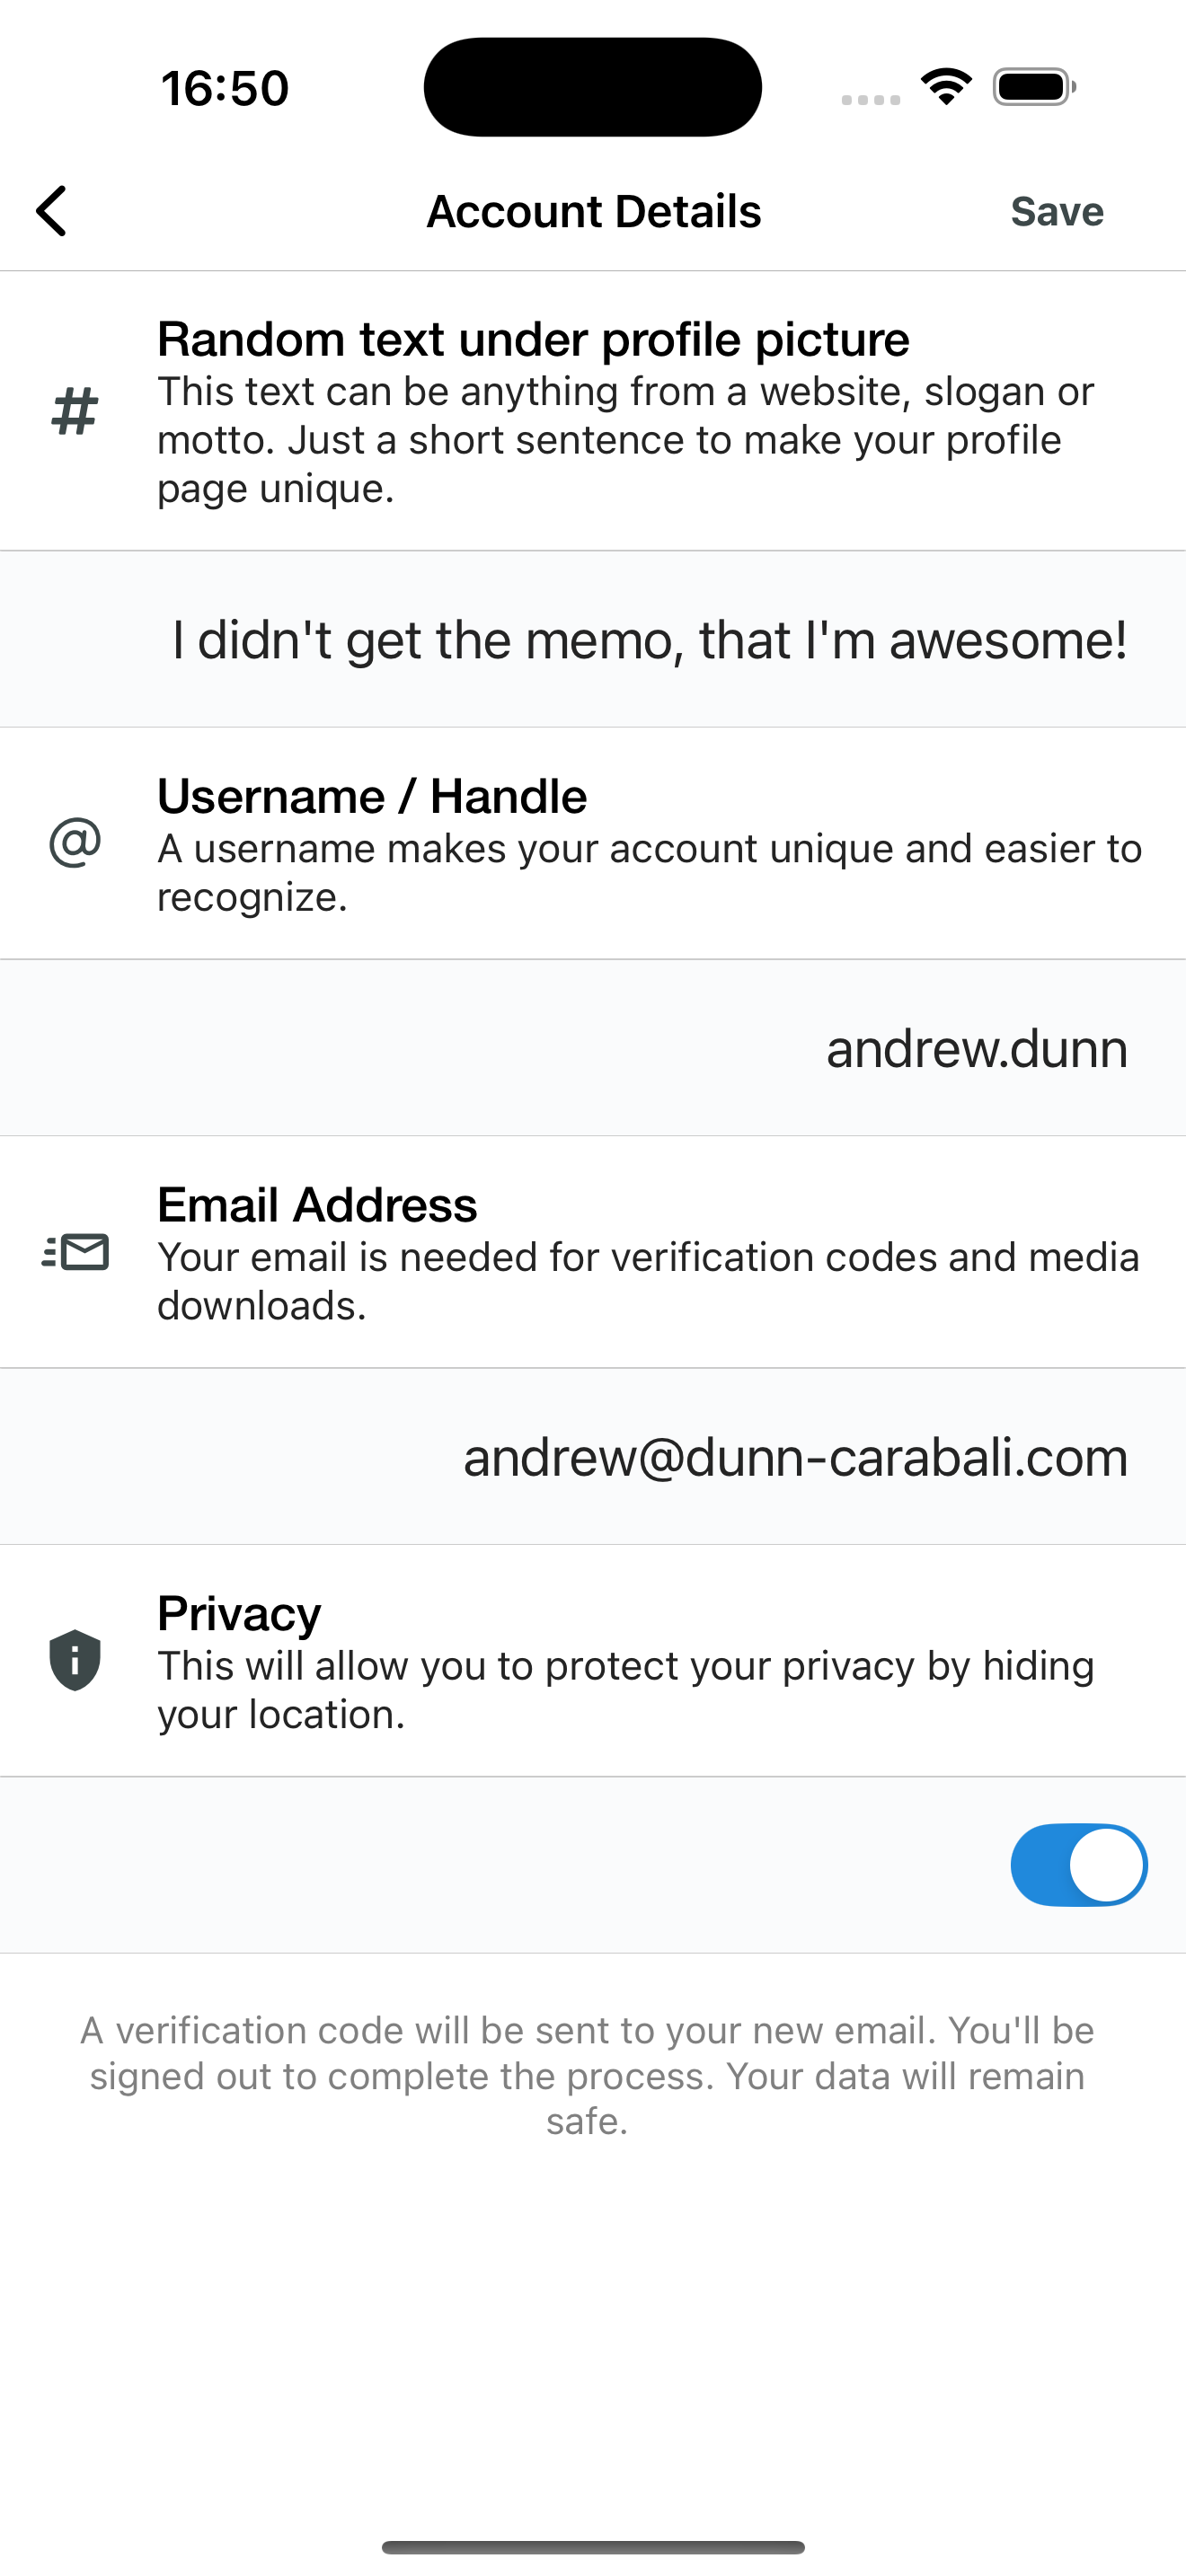 16:50
Account Details
Save
#
Random text under profile picture
This text can be anything from a website, slogan or
motto. Just a short sentence to make your profile
page unique.
I didn't get the memo, that I'm awesome!
@
Username / Handle
A username makes your account unique and easier to
recognize.
andrew.dunn
Email Address
Your email is needed for verification codes and media
downloads.
andrew@dunn-carabali.com
Privacy
This will allow you to protect your privacy by hiding
your location.
A verification code will be sent to your new email. You'll be
signed out to complete the process. Your data will remain
safe.